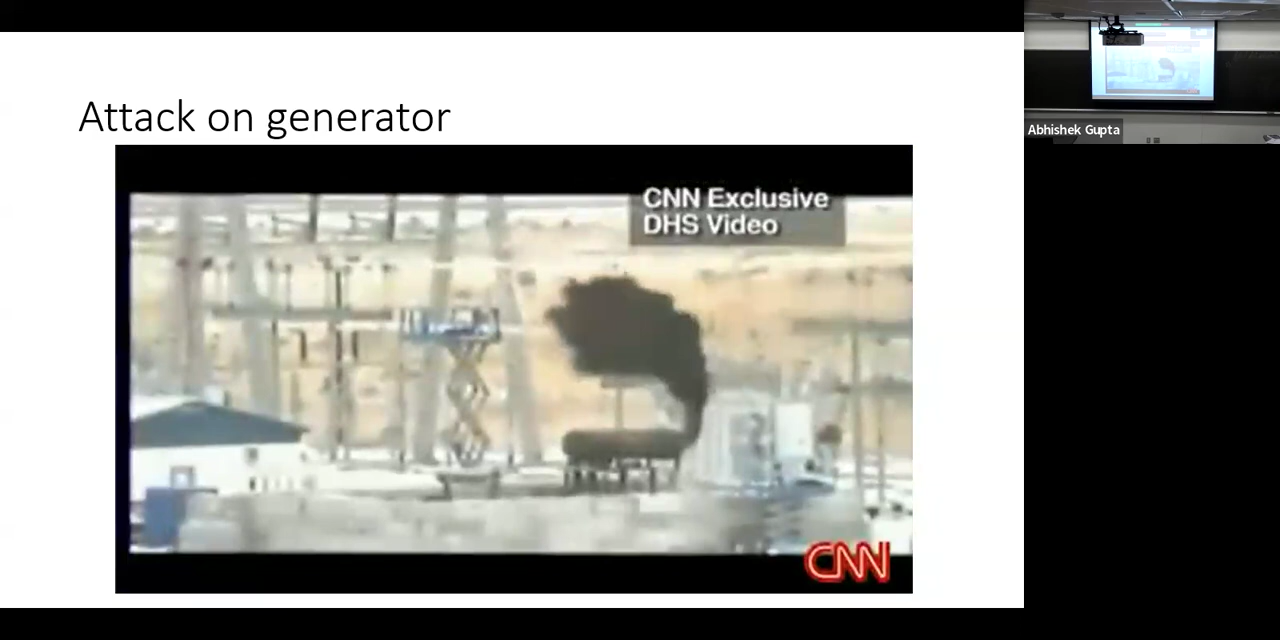 Attack on generator
CNN Exclusive
DHS Video
CNN
Abhishek Gupta